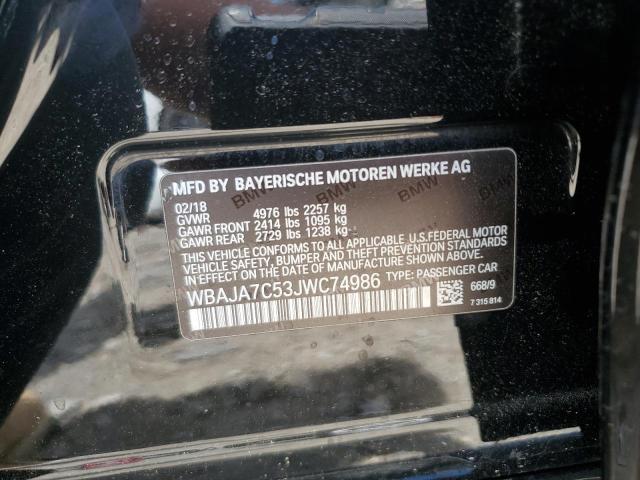 MFD BY BAYERISCHE MOTOREN WERKE AG
02/18
GVWR 4976 lbs 2257 kg
GAWR FRONT 2414 lbs 1095 kg
GAWR REAR 2729 lbs 1238 kg
THIS VEHICLE CONFORMS TO ALL APPLICABLE U.S.FEDERAL MOTOR
VEHICLE SAFETY, BUMPER AND THEFT PREVENTION STANDARDS
IN EFFECT ON THE DATE OF MANUFACTURE SHOWN ABOVE.
WBAJA7C53JWC74986 TYPE: PASSENGER CAR
668/9
7 315 814